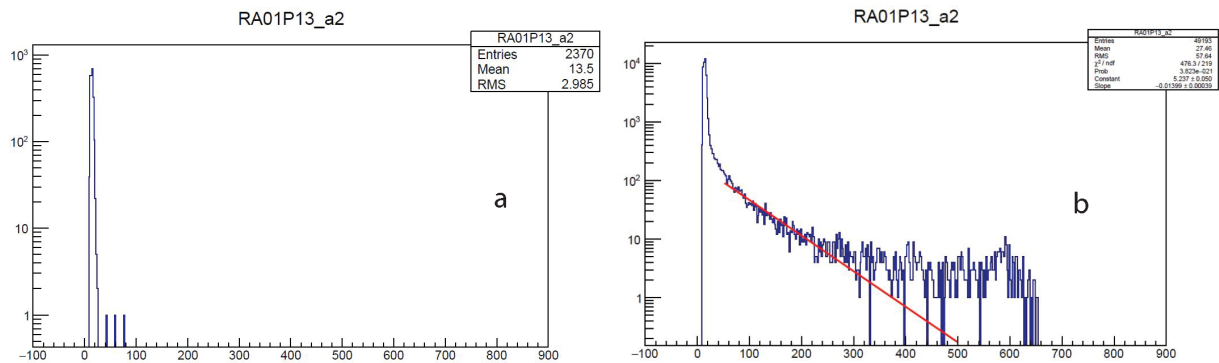 RA01P13_a2
RA01P13_a2
Entries 2370
Mean 13.5
RMS 2.985
10³
10²
10
1
a
−100 0 100 200 300 400 500 600 700 800 900
RA01P13_a2
RA01P13_a2
Entries 49193
Mean 27.46
RMS 57.64
χ² / ndf 476.3 / 219
Prob 3.823e−021
Constant 5.237 ± 0.050
Slope −0.01399 ± 0.00039
10⁴
10³
10²
10
1
b
−100 0 100 200 300 400 500 600 700 800 900